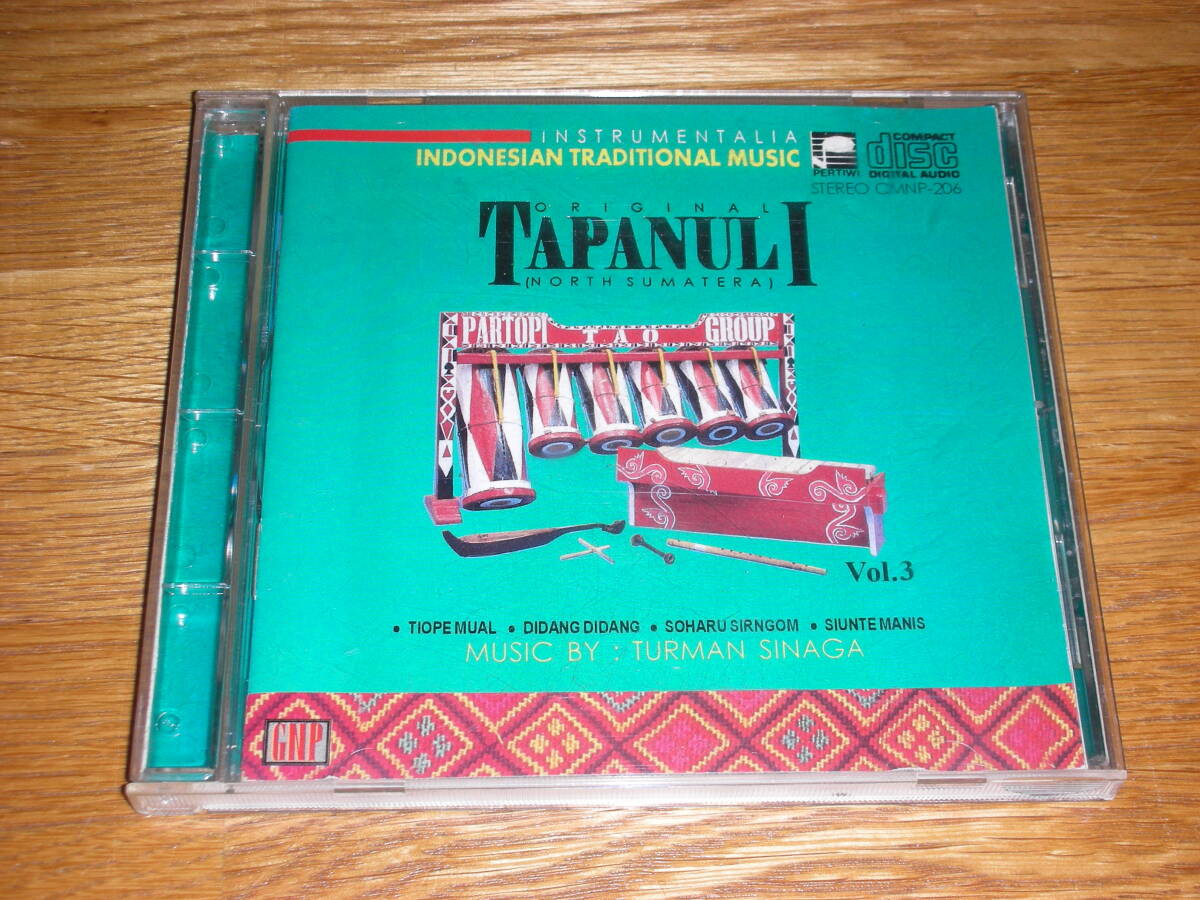 INSTRUMENTALIA
INDONESIAN TRADITIONAL MUSIC
PERTIWI
COMPACT
disc
DIGITAL AUDIO
STEREO CMNP-206
ORIGINAL
TAPANULI
(NORTH SUMATERA)
PARTOPI TAO GROUP
Vol.3
• TIOPE MUAL • DIDANG DIDANG • SOHARU SIRNGOM • SIUNTE MANIS
MUSIC BY : TURMAN SINAGA
GNP